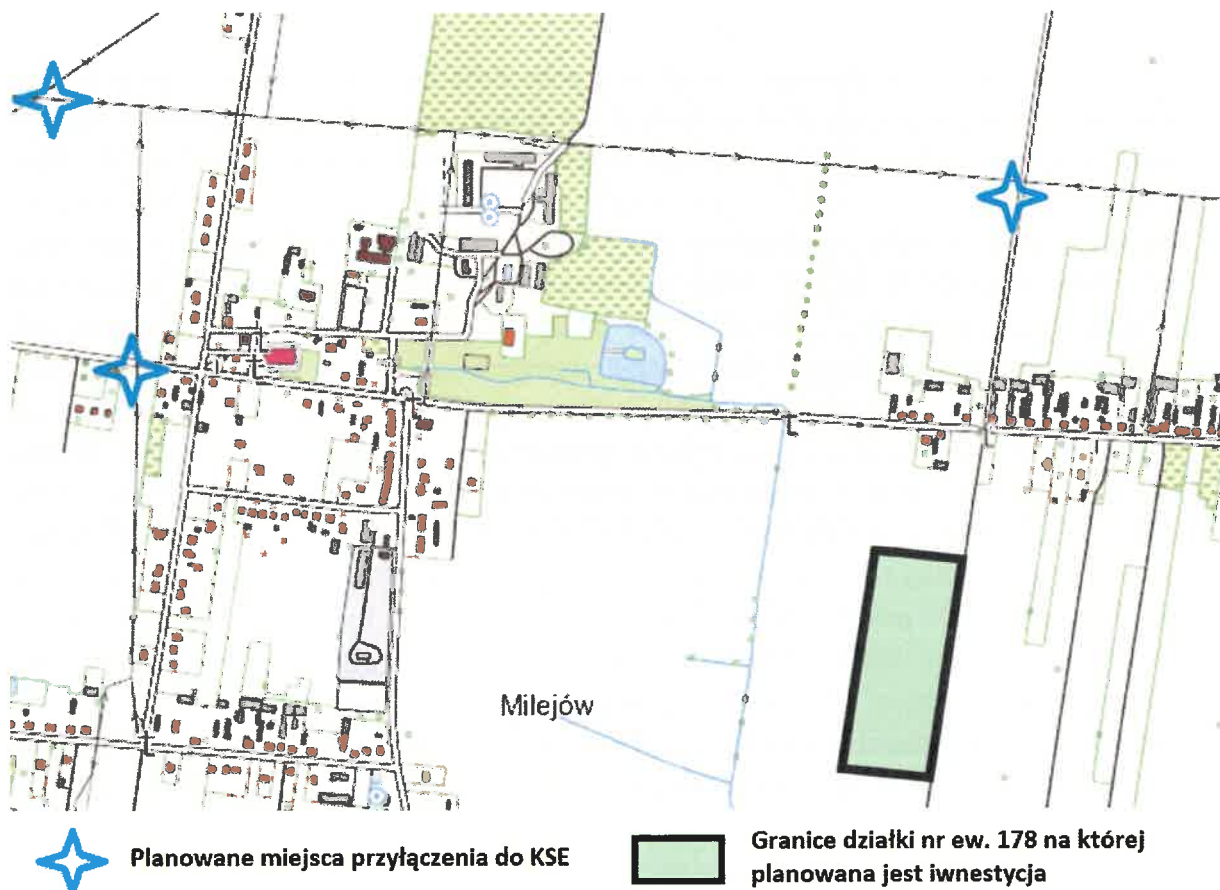 Milejów
Planowane miejsca przyłączenia do KSE
Granice działki nr ew. 178 na której
planowana jest iwnestycja